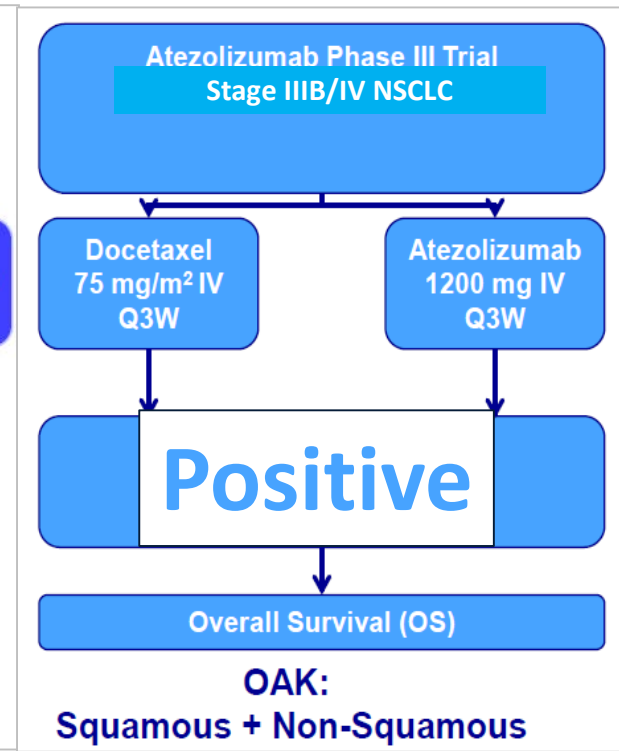 Atezolizumab Phase III Trial
Stage IIIB/IV NSCLC
Docetaxel
75 mg/m² IV
Q3W
Atezolizumab
1200 mg IV
Q3W
Positive
Overall Survival (OS)
OAK:
Squamous + Non-Squamous